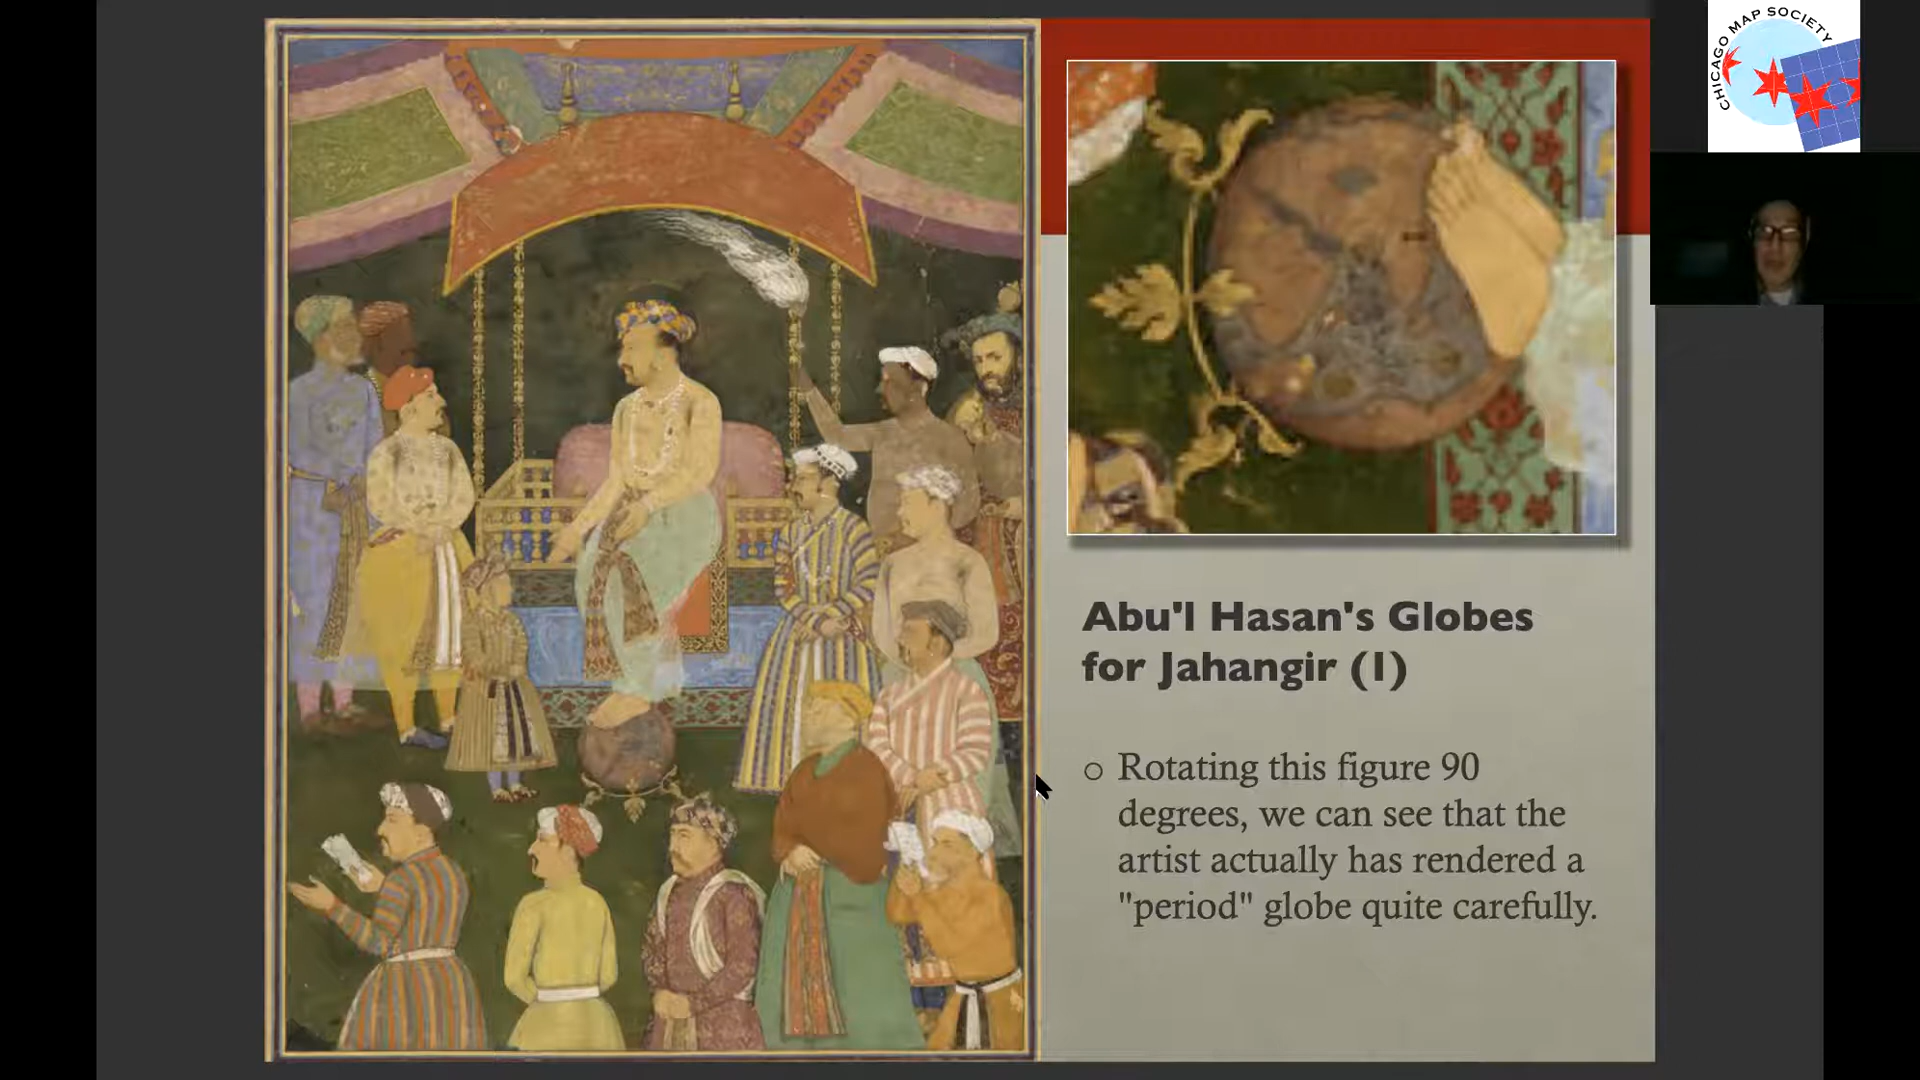 CHICAGO MAP SOCIETY
Abu'l Hasan's Globes
for Jahangir (1)
○ Rotating this figure 90
degrees, we can see that the
artist actually has rendered a
"period" globe quite carefully.